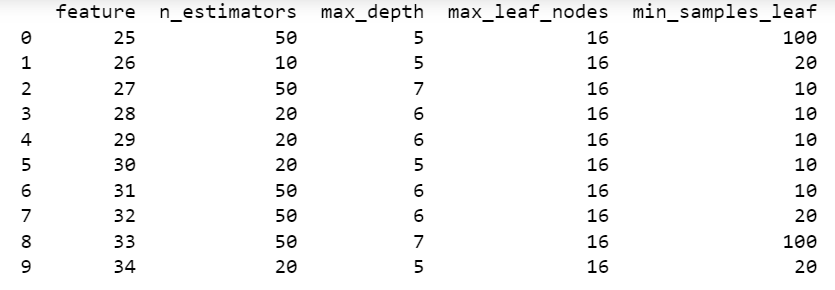 feature n_estimators max_depth max_leaf_nodes min_samples_leaf
0 25 50 5 16 100
1 26 10 5 16 20
2 27 50 7 16 10
3 28 20 6 16 10
4 29 20 6 16 10
5 30 20 5 16 10
6 31 50 6 16 10
7 32 50 6 16 20
8 33 50 7 16 100
9 34 20 5 16 20